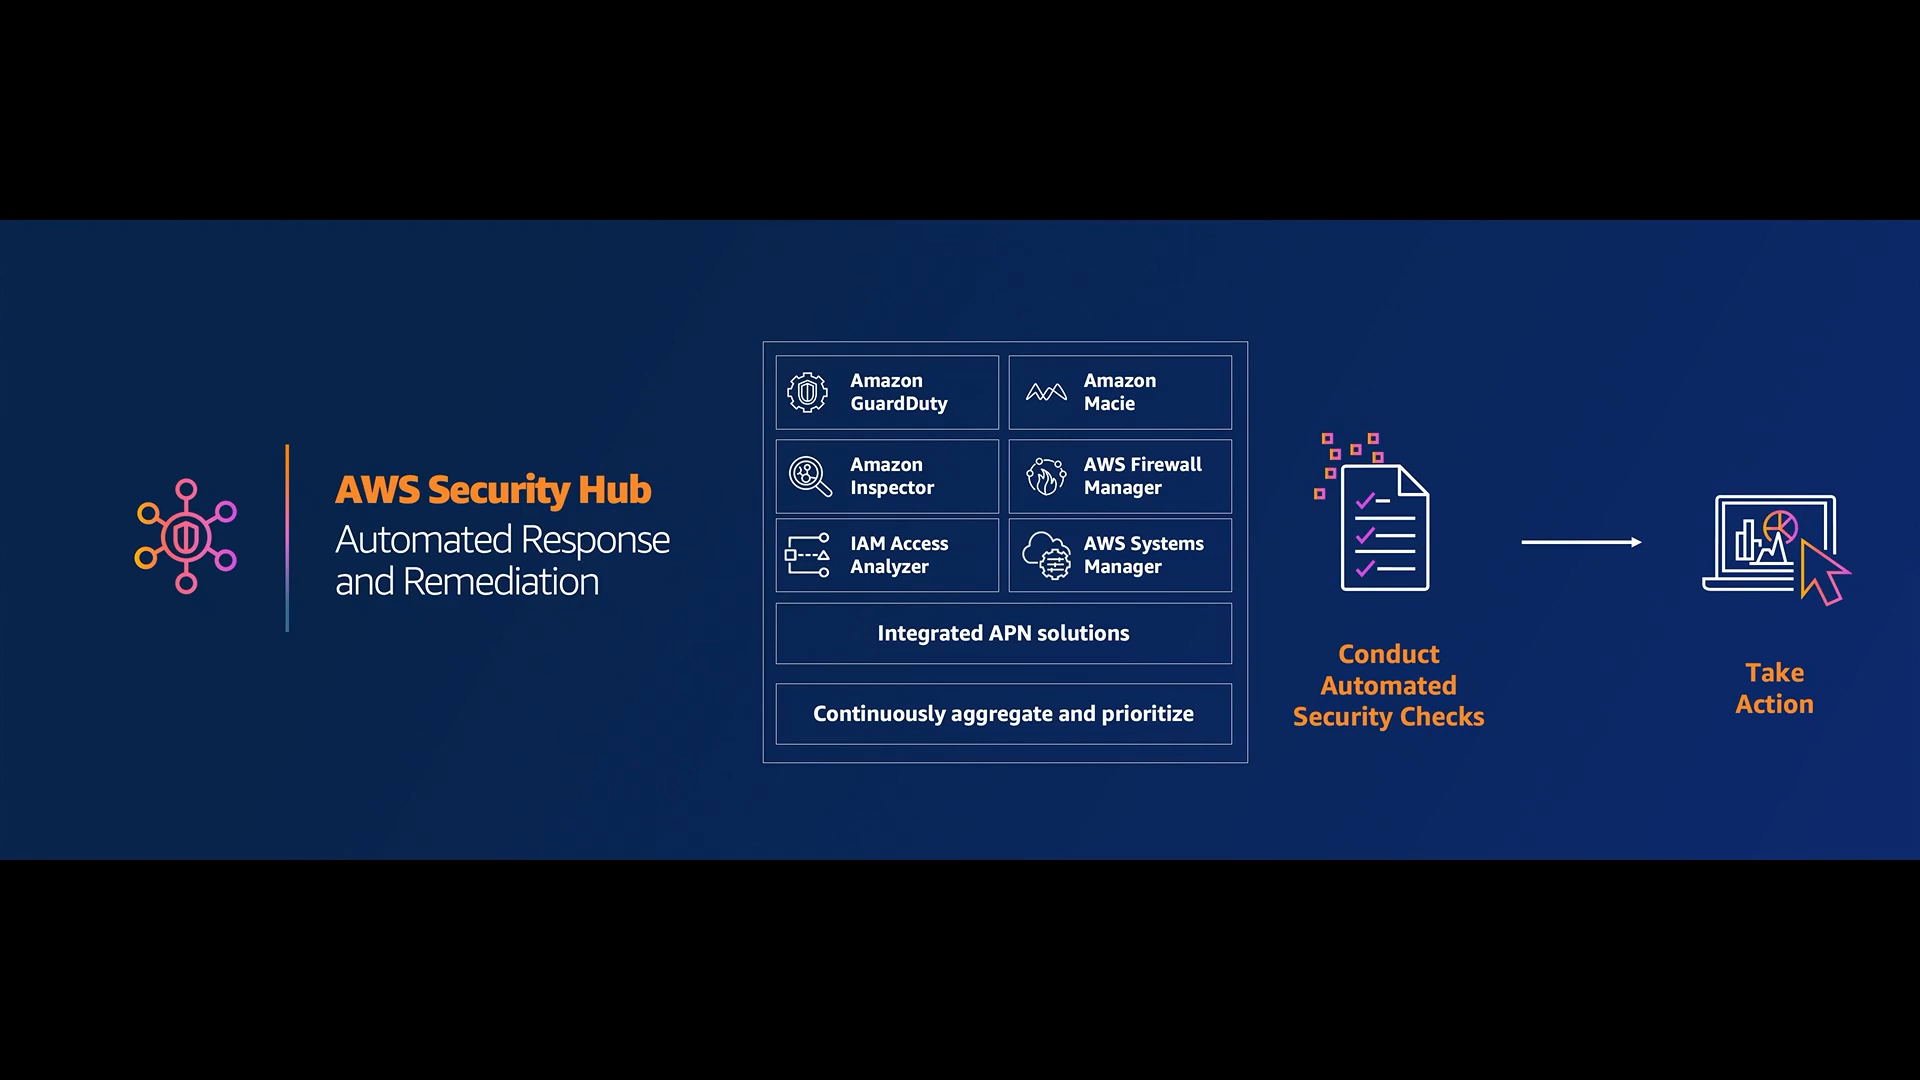 AWS Security Hub
Automated Response
and Remediation
Amazon
GuardDuty
Amazon
Macie
Amazon
Inspector
AWS Firewall
Manager
IAM Access
Analyzer
AWS Systems
Manager
Integrated APN solutions
Continuously aggregate and prioritize
Conduct
Automated
Security Checks
Take
Action